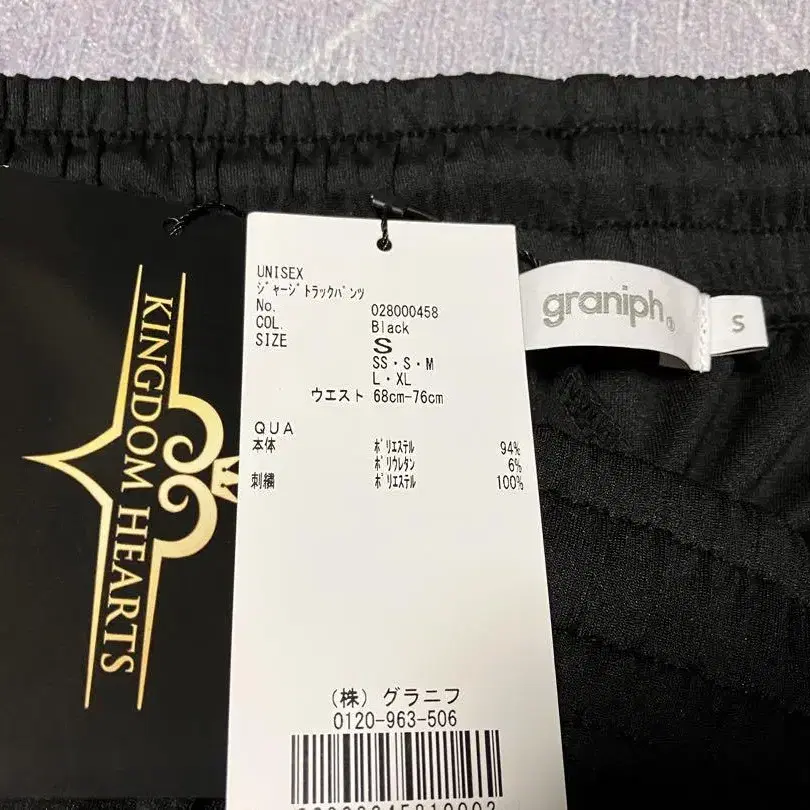 KINGDOM HEARTS
UNISEX
ジャージトラックパンツ
No. 028000458
COL. Black
SIZE S
SS・S・M
L・XL
ウエスト 68cm-76cm
QUA
本体 ポリエステル 94%
ポリウレタン 6%
刺繍 ポリエステル 100%
(株) グラニフ
0120-963-506
graniph®
S